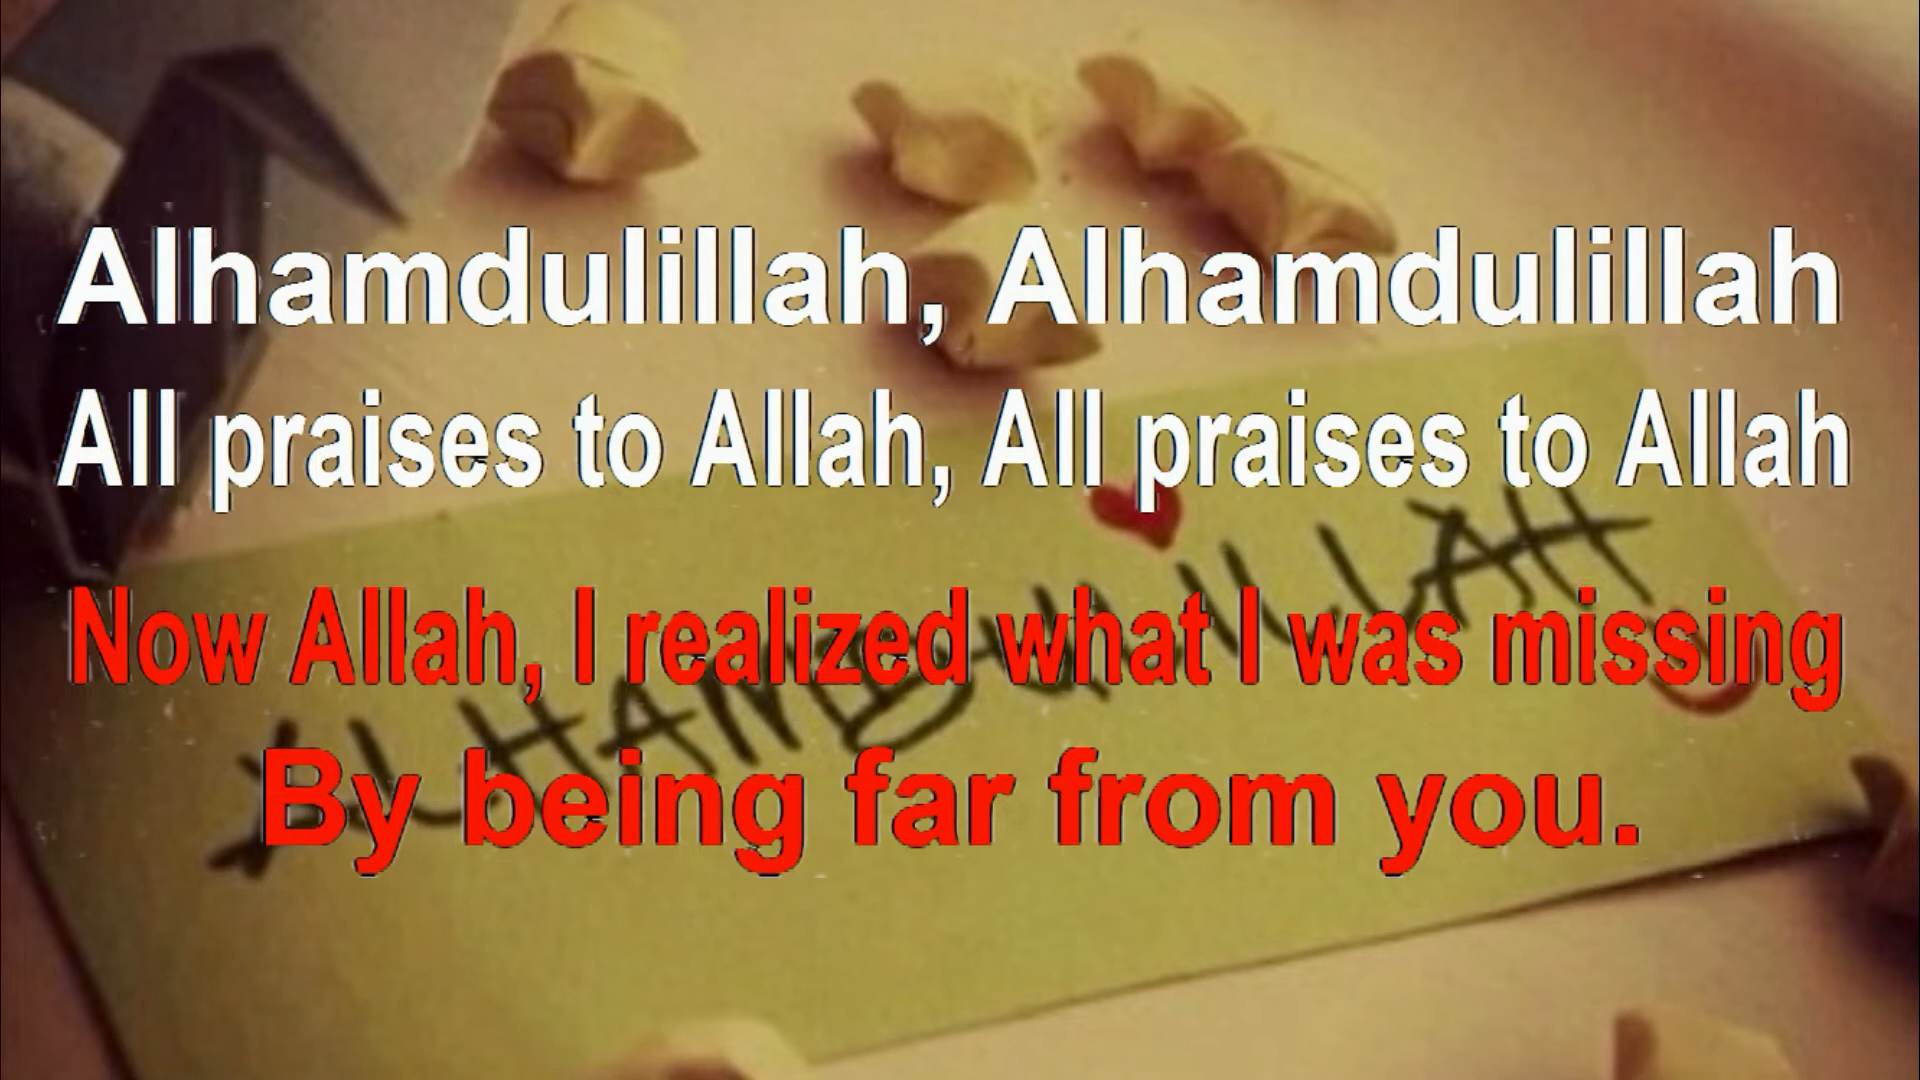 Alhamdulillah, Alhamdulillah
All praises to Allah, All praises to Allah
Now Allah, I realized what I was missing
By being far from you.
ALHAMDULILLAH